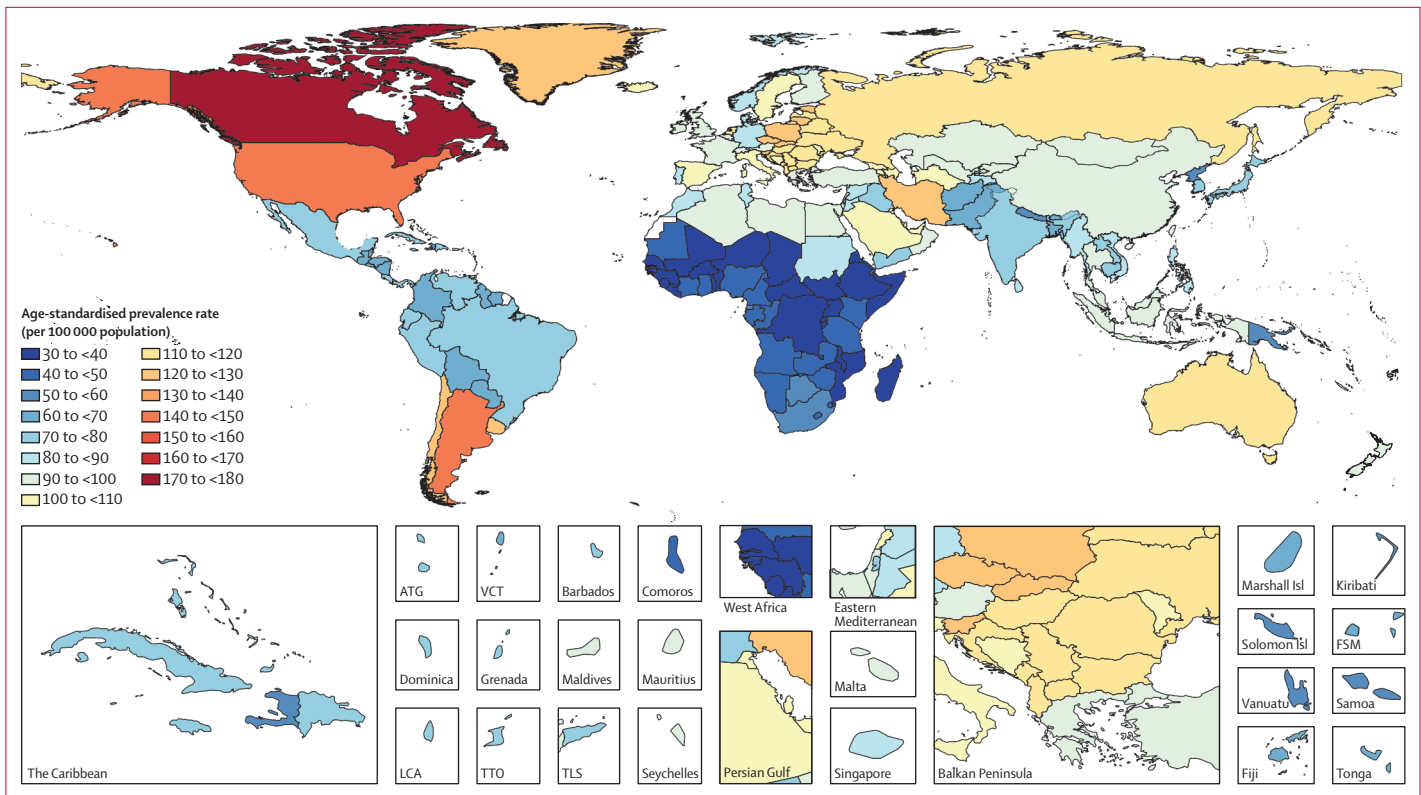 Age-standardised prevalence rate
(per 100 000 population)
30 to <40
40 to <50
50 to <60
60 to <70
70 to <80
80 to <90
90 to <100
100 to <110
110 to <120
120 to <130
130 to <140
140 to <150
150 to <160
160 to <170
170 to <180
The Caribbean
ATG
VCT
Barbados
Comoros
Dominica
Grenada
Maldives
Mauritius
LCA
TTO
TLS
Seychelles
West Africa
Eastern
Mediterranean
Persian Gulf
Malta
Singapore
Balkan Peninsula
Marshall Isl
Kiribati
Solomon Isl
FSM
Vanuatu
Samoa
Fiji
Tonga